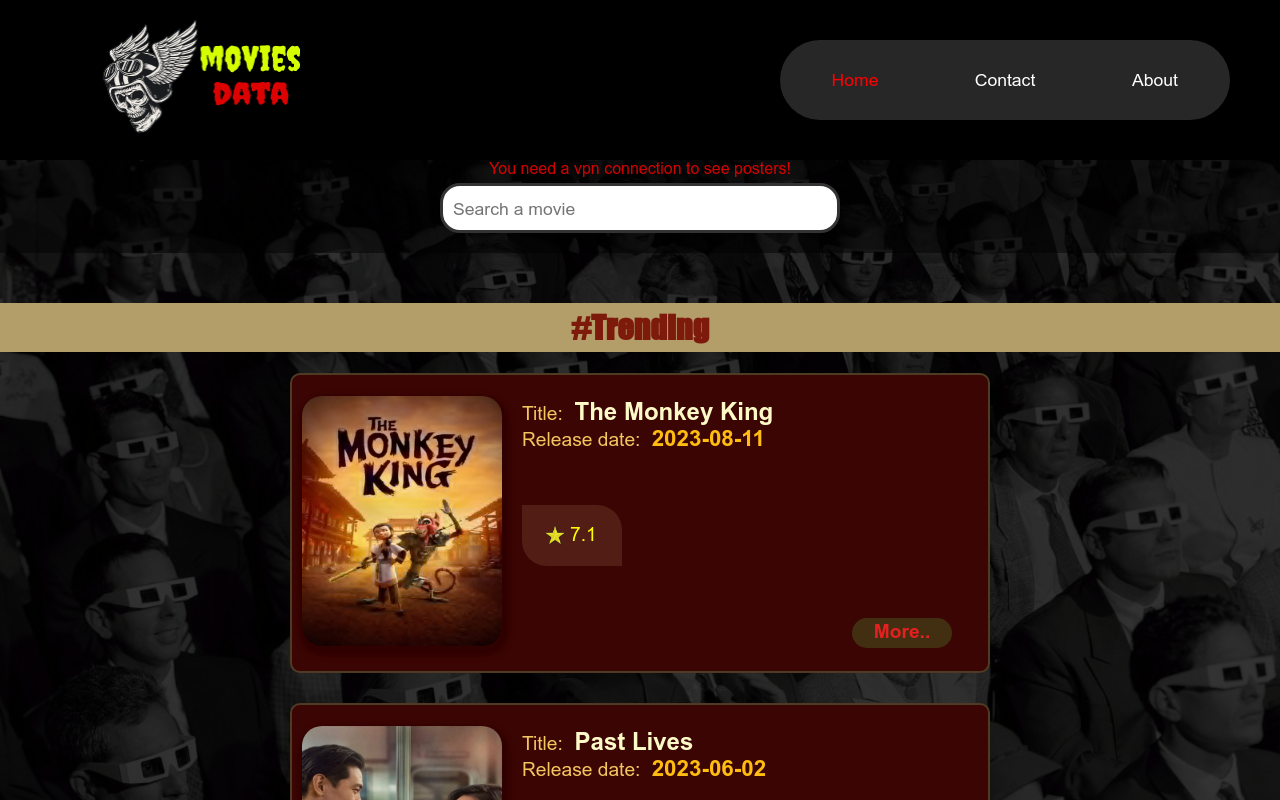 MOVIES
DATA
Home
Contact
About
You need a vpn connection to see posters!
Search a movie
#Trending
THE
MONKEY
KING
Title: The Monkey King
Release date: 2023-08-11
★ 7.1
More..
Title: Past Lives
Release date: 2023-06-02